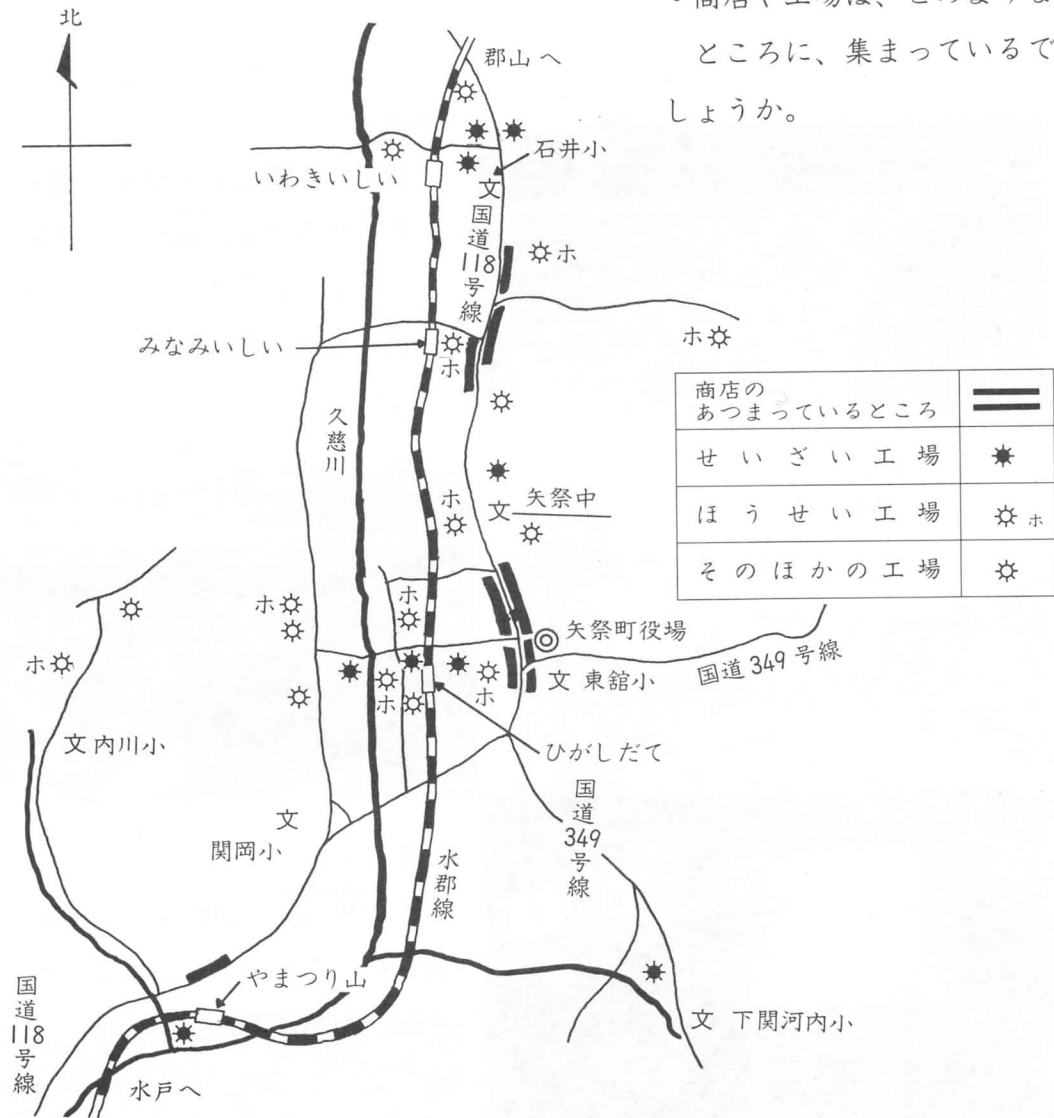 ・商店や工場は、どのような
ところに、集まっているで
しょうか。
北
郡山へ
石井小
いわきいしい
文
国道118号線
ホ
ホ
みなみいしい
ホ
久慈川
商店の
あつまっているところ
せいざい工場
ほうせい工場 ホ
そのほかの工場
ホ
文 矢祭中
ホ
ホ
矢祭町役場
ホ
国道349号線
文 東舘小
ホ
ホ
文内川小
ひがしだて
国道349号線
文
関岡小
水郡線
やまつり山
国道118号線
文 下関河内小
水戸へ